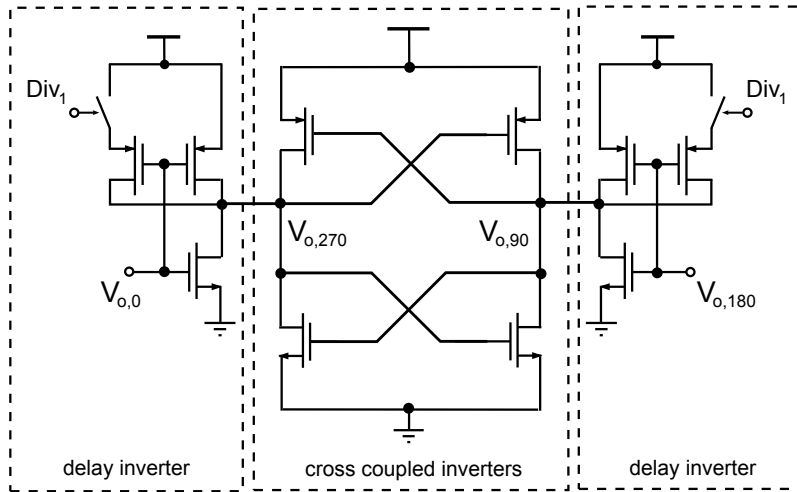 Div₁
Div₁
Vₒ,₂₇₀
Vₒ,₉₀
Vₒ,₀
Vₒ,₁₈₀
delay inverter
cross coupled inverters
delay inverter